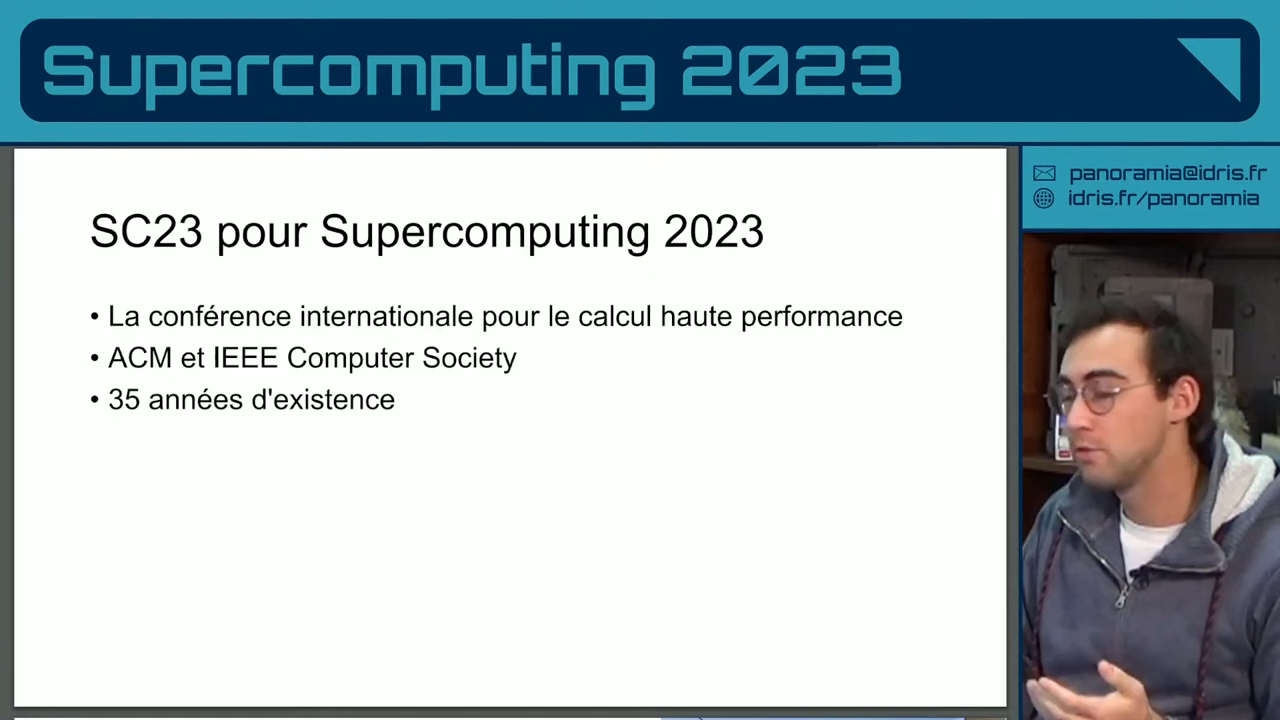 Supercomputing 2023
panoramia@idris.fr
idris.fr/panoramia
SC23 pour Supercomputing 2023
• La conférence internationale pour le calcul haute performance
• ACM et IEEE Computer Society
• 35 années d'existence